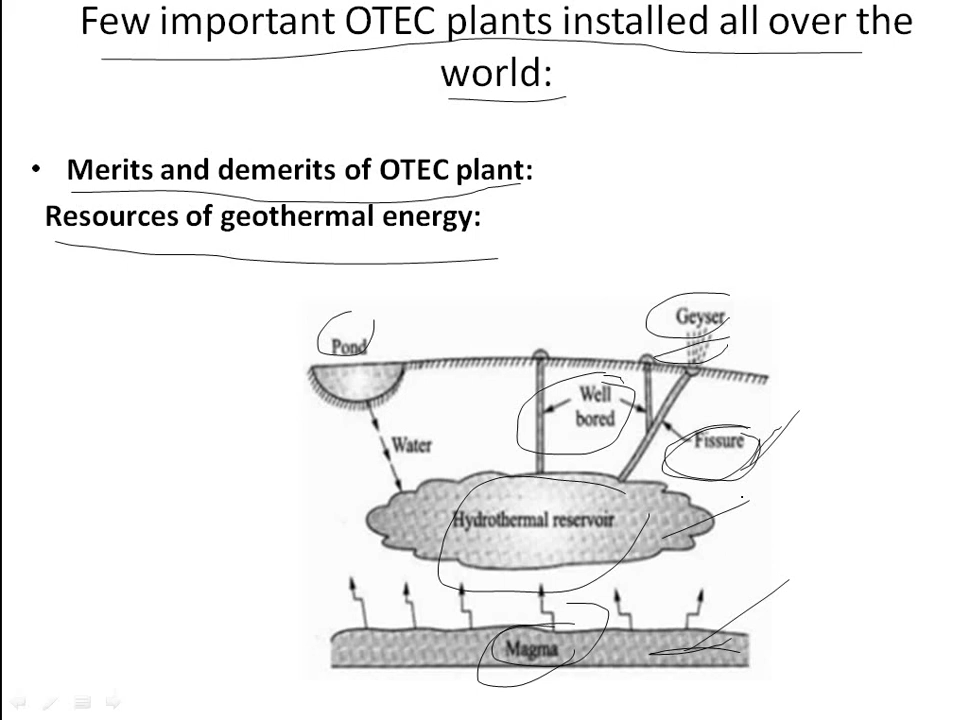 Few important OTEC plants installed all over the
world:
• Merits and demerits of OTEC plant:
Resources of geothermal energy:
Geyser
Pond
Well
bored
Fissure
Water
Hydrothermal reservoir
Magma